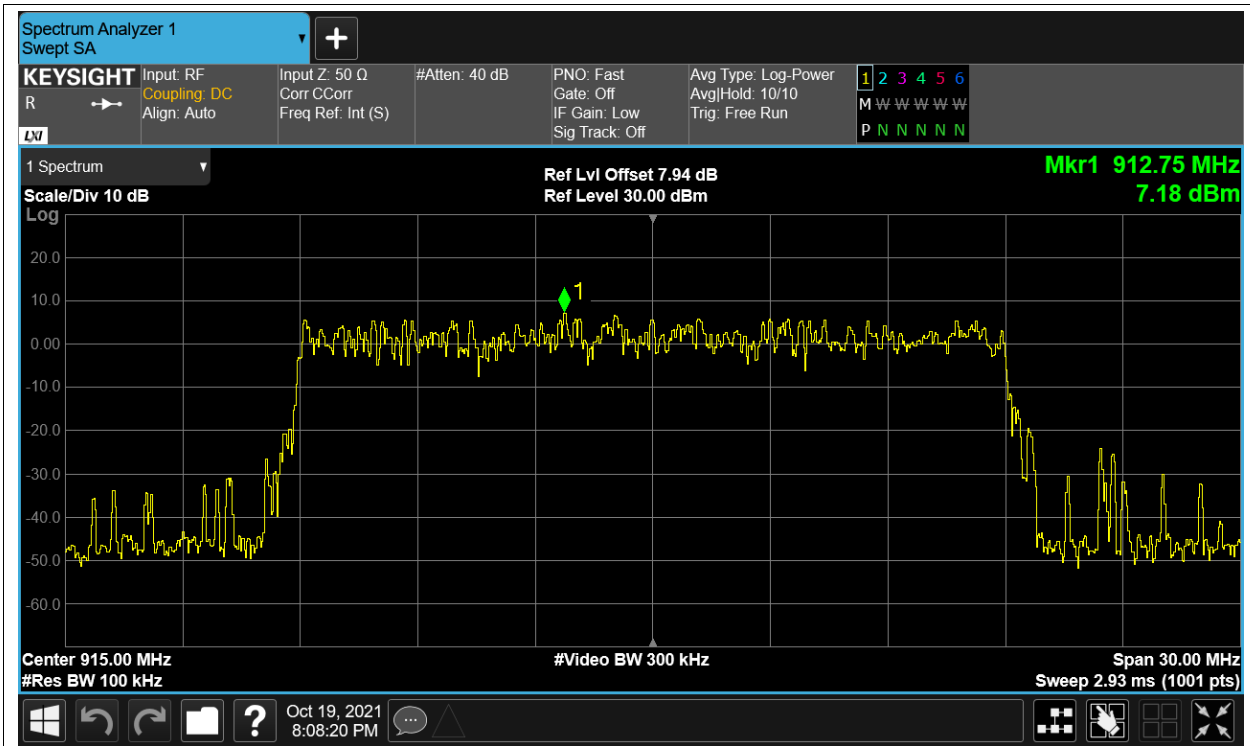 Spectrum Analyzer 1
Swept SA
KEYSIGHT
R
LXI
Input: RF
Coupling: DC
Align: Auto
Input Z: 50 Ω
Corr CCorr
Freq Ref: Int (S)
#Atten: 40 dB
PNO: Fast
Gate: Off
IF Gain: Low
Sig Track: Off
Avg Type: Log-Power
Avg|Hold: 10/10
Trig: Free Run
1 2 3 4 5 6
M W W W W W W
P N N N N N N
1 Spectrum
Scale/Div 10 dB
Log
Ref Lvl Offset 7.94 dB
Ref Level 30.00 dBm
Mkr1 912.75 MHz
7.18 dBm
1
20.0
10.0
0.00
-10.0
-20.0
-30.0
-40.0
-50.0
-60.0
Center 915.00 MHz
#Res BW 100 kHz
#Video BW 300 kHz
Span 30.00 MHz
Sweep 2.93 ms (1001 pts)
?
Oct 19, 2021
8:08:20 PM